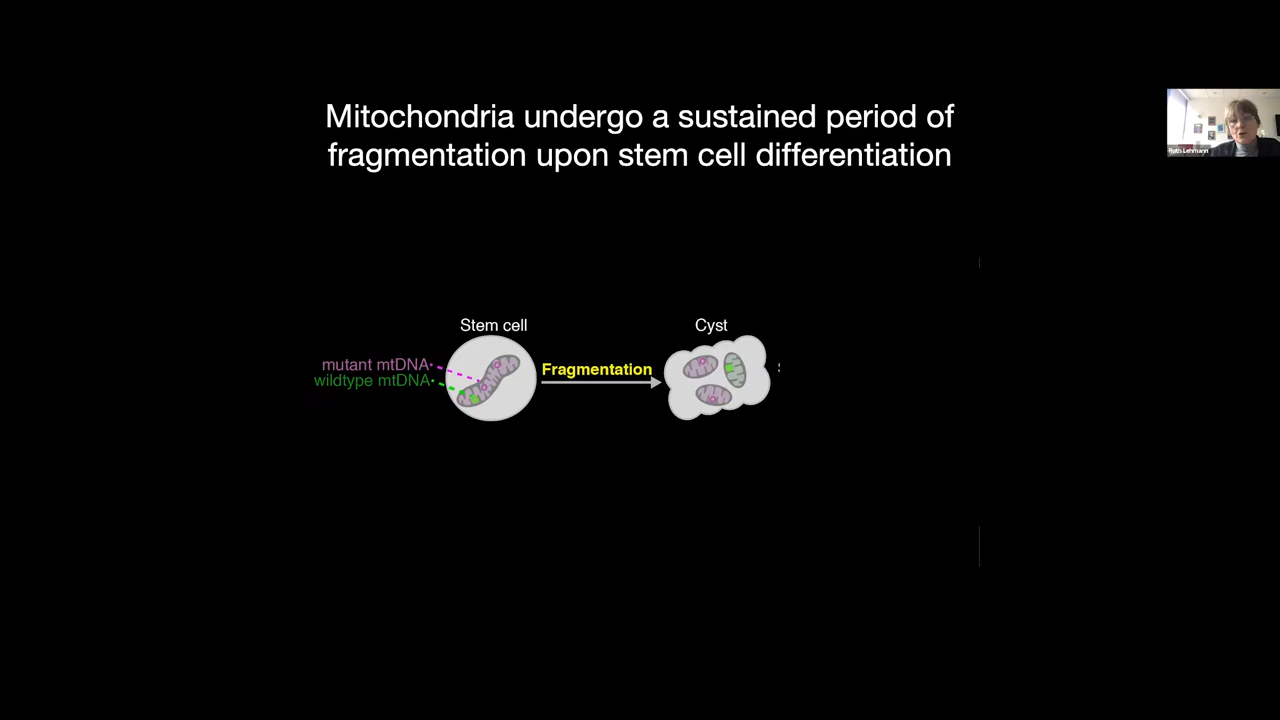 Mitochondria undergo a sustained period of
fragmentation upon stem cell differentiation
Ruth Lehmann
Stem cell
Cyst
mutant mtDNA
wildtype mtDNA
Fragmentation